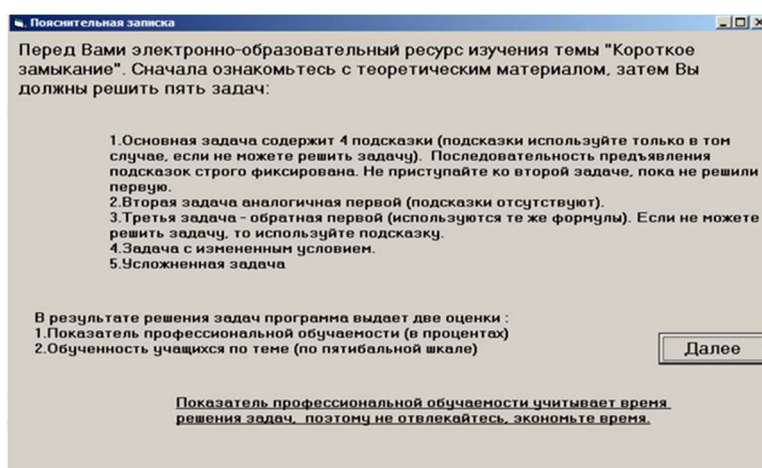 Пояснительная записка
Перед Вами электронно-образовательный ресурс изучения темы "Короткое
замыкание". Сначала ознакомьтесь с теоретическим материалом, затем Вы
должны решить пять задач:
1.Основная задача содержит 4 подсказки (подсказки используйте только в том
случае, если не можете решить задачу). Последовательность предъявления
подсказок строго фиксирована. Не приступайте ко второй задаче, пока не решили
первую.
2.Вторая задача аналогичная первой (подсказки отсутствуют).
3.Третья задача - обратная первой (используются те же формулы). Если не можете
решить задачу, то используйте подсказку.
4.Задача с измененным условием.
5.Усложненная задача
В результате решения задач программа выдает две оценки :
1.Показатель профессиональной обучаемости (в процентах)
2.Обученность учащихся по теме (по пятибальной шкале)
Далее
Показатель профессиональной обучаемости учитывает время
решения задач, поэтому не отвлекайтесь, экономьте время.